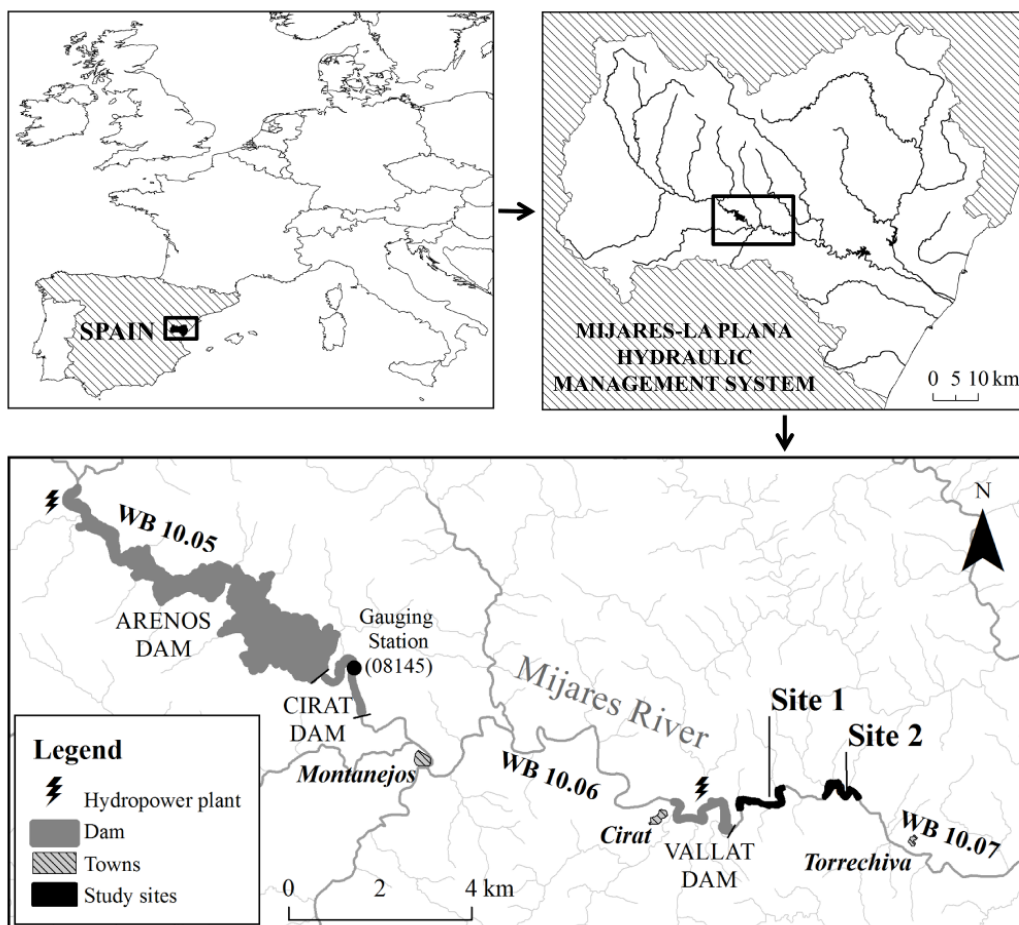 SPAIN
MIJARES-LA PLANA
HYDRAULIC
MANAGEMENT SYSTEM
0 5 10 km
WB 10.05
ARENOS
DAM
Gauging
Station
(08145)
CIRAT
DAM
Montanejos
Mijares River
WB 10.06
Cirat
VALLAT
DAM
Site 1
Site 2
Torrechiva
WB 10.07
N
Legend
Hydropower plant
Dam
Towns
Study sites
0 2 4 km